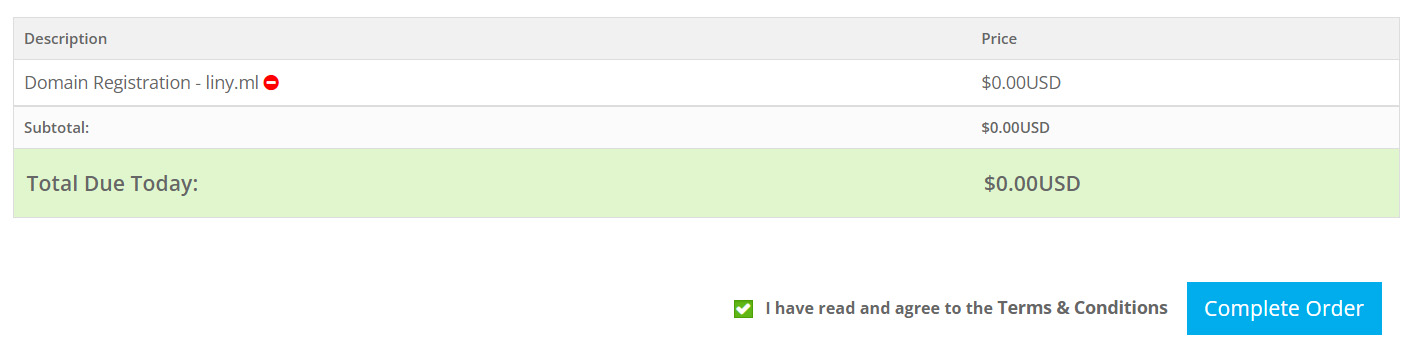 Description Price
Domain Registration - liny.ml $0.00USD
Subtotal: $0.00USD
Total Due Today: $0.00USD
I have read and agree to the Terms & Conditions Complete Order